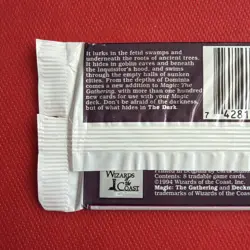 It lurks in the fetid swamps and
underneath the roots of ancient trees.
It hides in goblin caves and beneath
the inquisitor's hood, and swims
through the empty halls of sunken
cities. From the depths of Dominia
comes a new addition to Magic: The
Gathering, with more than one hundred
new cards for use with your Magic
deck. Don't be afraid of the darkness,
but of what hides in The Dark.
7 4281
WIZARDS
OF THE COAST
Contents: 8 tradable game cards.
©1994 Wizards of the Coast, Inc.
Magic: The Gathering and Deckm
trademarks of Wizards of the Coast